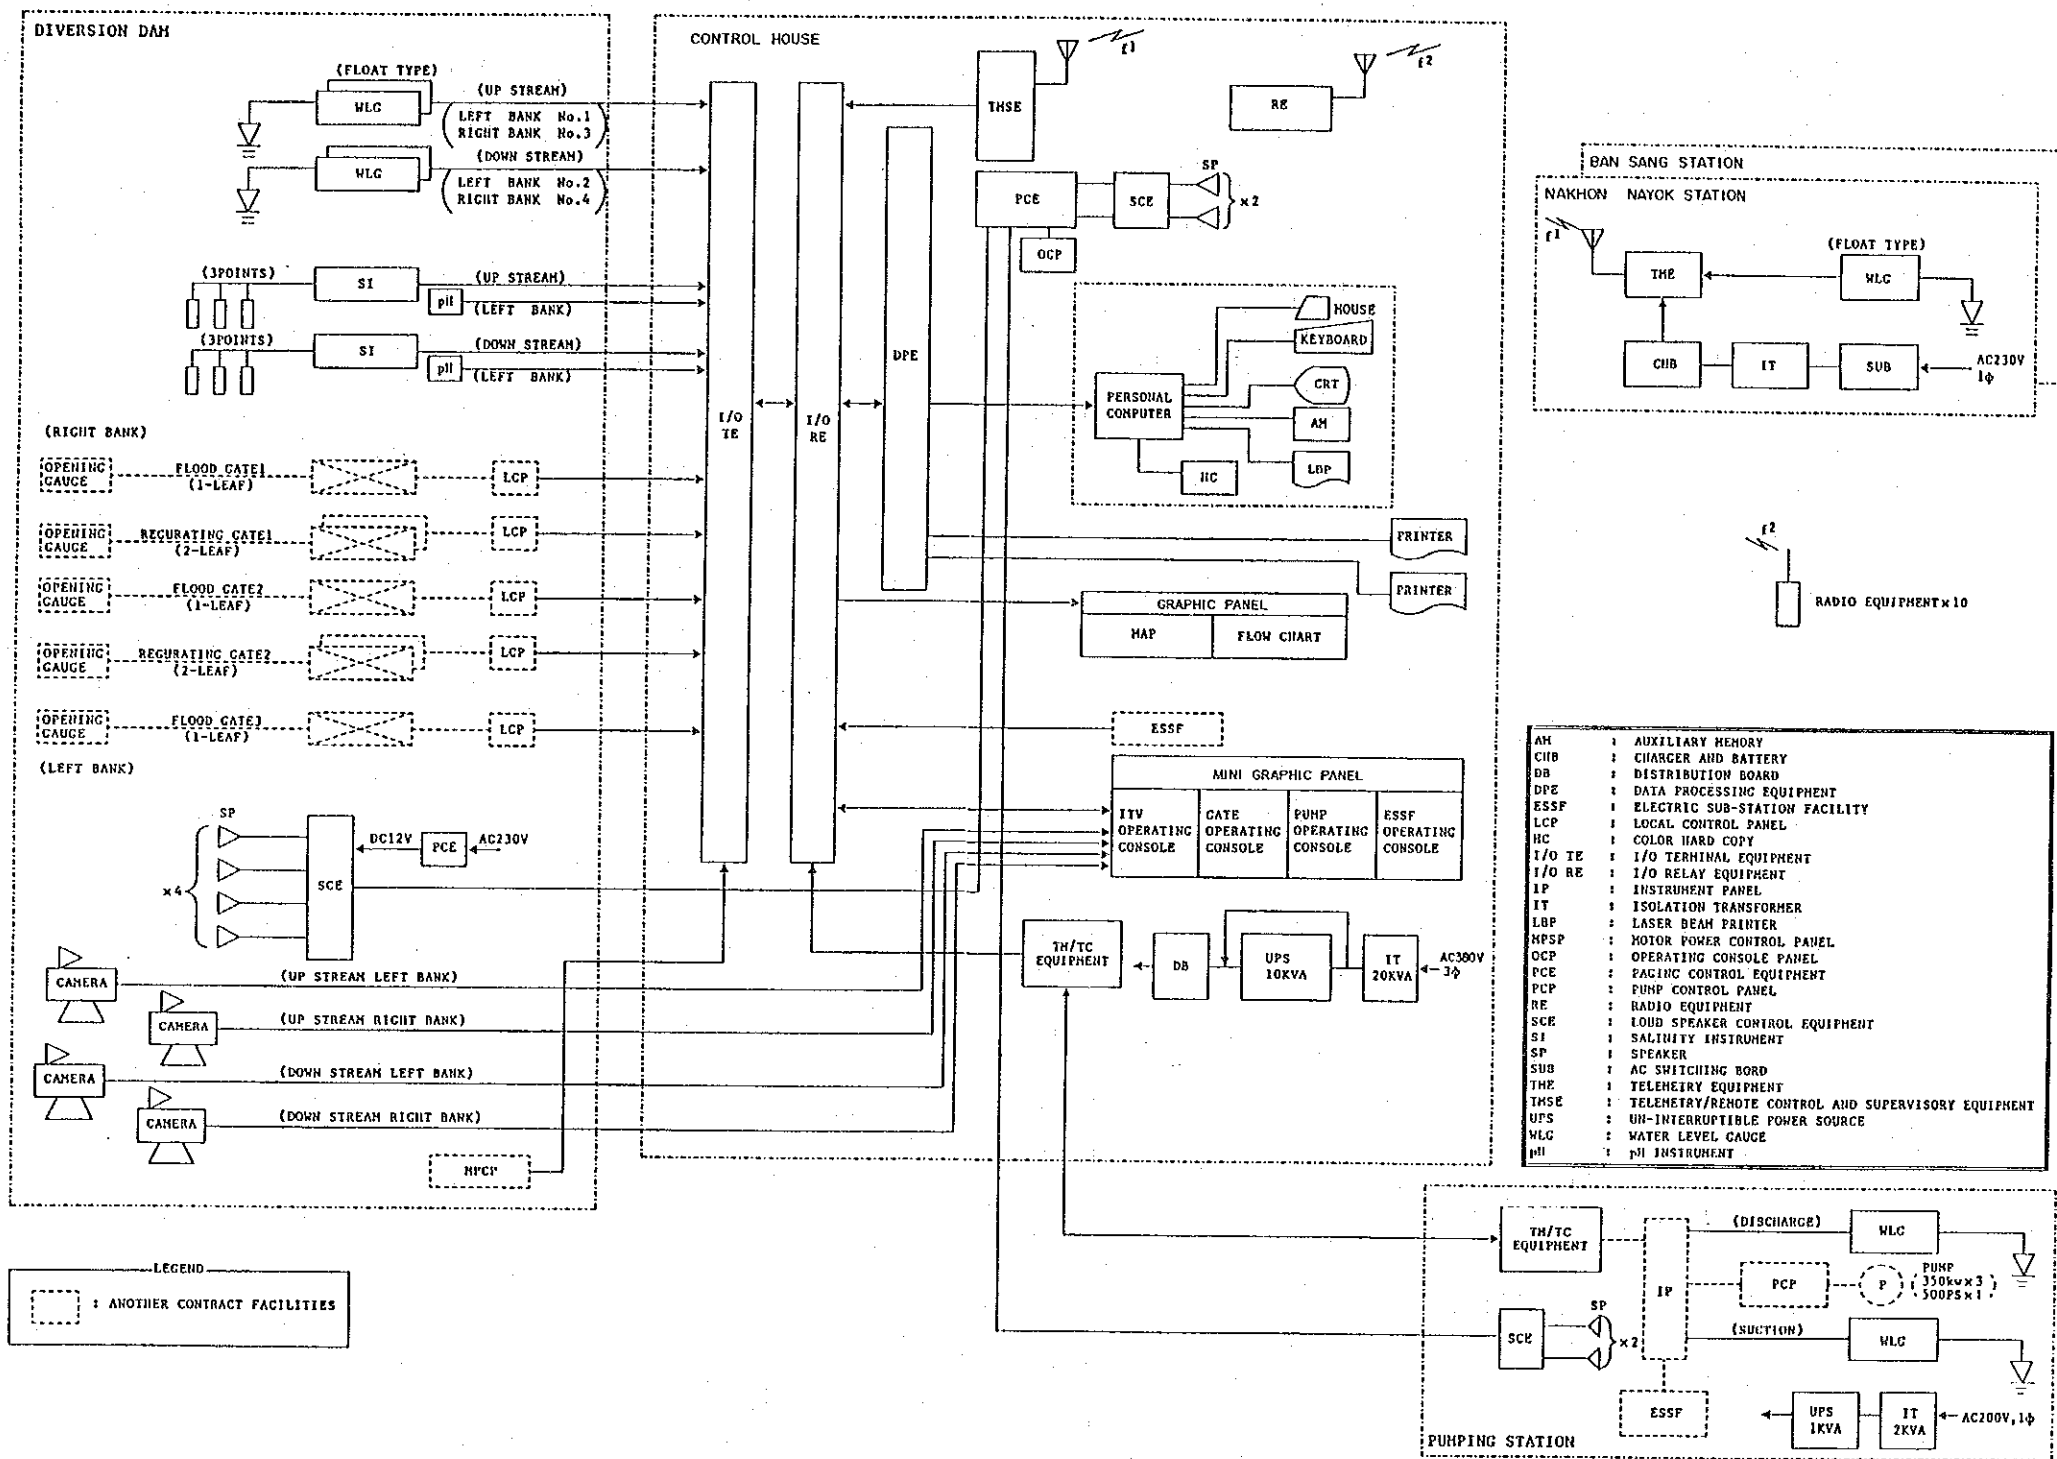 DIVERSION DAM
(FLOAT TYPE)
WLG
(UP STREAM)
LEFT BANK No.1
RIGHT BANK No.3
WLG
(DOWN STREAM)
LEFT BANK No.2
RIGHT BANK No.4
(3POINTS)
SI
(UP STREAM)
pH
(LEFT BANK)
(3POINTS)
SI
(DOWN STREAM)
pH
(LEFT BANK)
(RIGHT BANK)
OPENING
GAUGE
FLOOD GATE1
(1-LEAF)
LCP
OPENING
GAUGE
REGURATING GATE1
(2-LEAF)
LCP
OPENING
GAUGE
FLOOD GATE2
(1-LEAF)
LCP
OPENING
GAUGE
REGURATING GATE2
(2-LEAF)
LCP
OPENING
GAUGE
FLOOD GATE3
(1-LEAF)
LCP
(LEFT BANK)
SP
×4
SCE
DC12V
PCE
AC230V
CAMERA
(UP STREAM LEFT BANK)
CAMERA
(UP STREAM RIGHT BANK)
CAMERA
(DOWN STREAM LEFT BANK)
CAMERA
(DOWN STREAM RIGHT BANK)
MPCP
LEGEND
: ANOTHER CONTRACT FACILITIES
CONTROL HOUSE
I/O
TE
I/O
RE
TMSE
f1
RE
f2
DPE
PCE
SCE
SP
×2
OCP
PERSONAL
COMPUTER
MOUSE
KEYBOARD
CRT
AM
LBP
HC
PRINTER
PRINTER
GRAPHIC PANEL
MAP
FLOW CHART
ESSF
MINI GRAPHIC PANEL
ITV
OPERATING
CONSOLE
GATE
OPERATING
CONSOLE
PUMP
OPERATING
CONSOLE
ESSF
OPERATING
CONSOLE
TM/TC
EQUIPMENT
DB
UPS
10KVA
IT
20KVA
AC380V
3φ
BAN SANG STATION
NAKHON NAYOK STATION
f1
TME
(FLOAT TYPE)
WLG
CHB
IT
SUB
AC230V
1φ
f2
RADIO EQUIPMENT×10
AM : AUXILIARY MEMORY
CHB : CHARGER AND BATTERY
DB : DISTRIBUTION BOARD
DPE : DATA PROCESSING EQUIPMENT
ESSF : ELECTRIC SUB-STATION FACILITY
LCP : LOCAL CONTROL PANEL
HC : COLOR HARD COPY
I/O TE : I/O TERMINAL EQUIPMENT
I/O RE : I/O RELAY EQUIPMENT
IP : INSTRUMENT PANEL
IT : ISOLATION TRANSFORMER
LBP : LASER BEAM PRINTER
MPSP : MOTOR POWER CONTROL PANEL
OCP : OPERATING CONSOLE PANEL
PCE : PAGING CONTROL EQUIPMENT
PCP : PUMP CONTROL PANEL
RE : RADIO EQUIPMENT
SCE : LOUD SPEAKER CONTROL EQUIPMENT
SI : SALINITY INSTRUMENT
SP : SPEAKER
SUB : AC SWITCHING BORD
TME : TELEMETRY EQUIPMENT
TMSE : TELEMETRY/REMOTE CONTROL AND SUPERVISORY EQUIPMENT
UPS : UN-INTERRUPTIBLE POWER SOURCE
WLG : WATER LEVEL GAUGE
pH : pH INSTRUMENT
TM/TC
EQUIPMENT
IP
(DISCHARGE)
WLG
PCP
P
PUMP
350kw×3
500PS×1
(SUCTION)
WLG
SCE
SP
×2
ESSF
UPS
1KVA
IT
2KVA
AC200V,1φ
PUMPING STATION